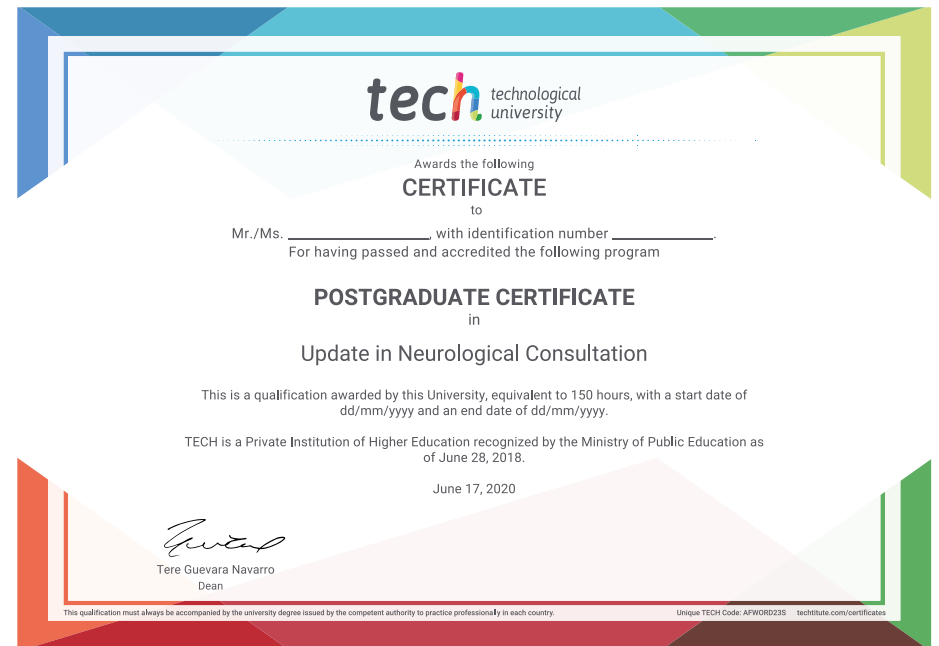 tech technological
university
Awards the following
CERTIFICATE
to
Mr./Ms. ____________________, with identification number ______________.
For having passed and accredited the following program
POSTGRADUATE CERTIFICATE
in
Update in Neurological Consultation
This is a qualification awarded by this University, equivalent to 150 hours, with a start date of
dd/mm/yyyy and an end date of dd/mm/yyyy.
TECH is a Private Institution of Higher Education recognized by the Ministry of Public Education as
of June 28, 2018.
June 17, 2020
Tere Guevara Navarro
Dean
This qualification must always be accompanied by the university degree issued by the competent authority to practice professionally in each country. Unique TECH Code: AFWORD23S techtitute.com/certificates